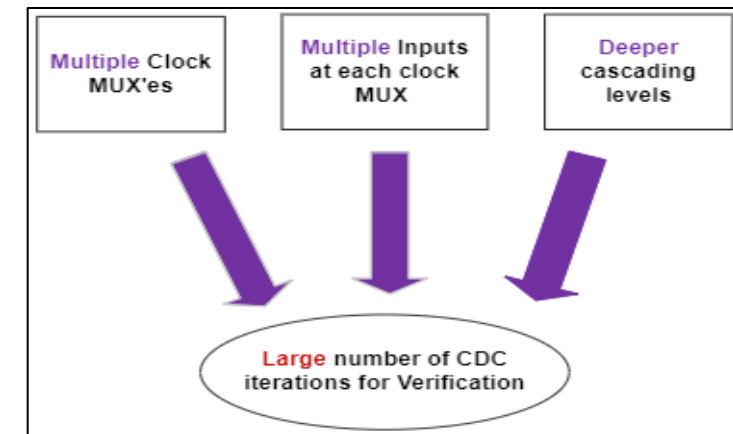 Multiple Clock
MUX'es
Multiple Inputs
at each clock
MUX
Deeper
cascading
levels
Large number of CDC
iterations for Verification